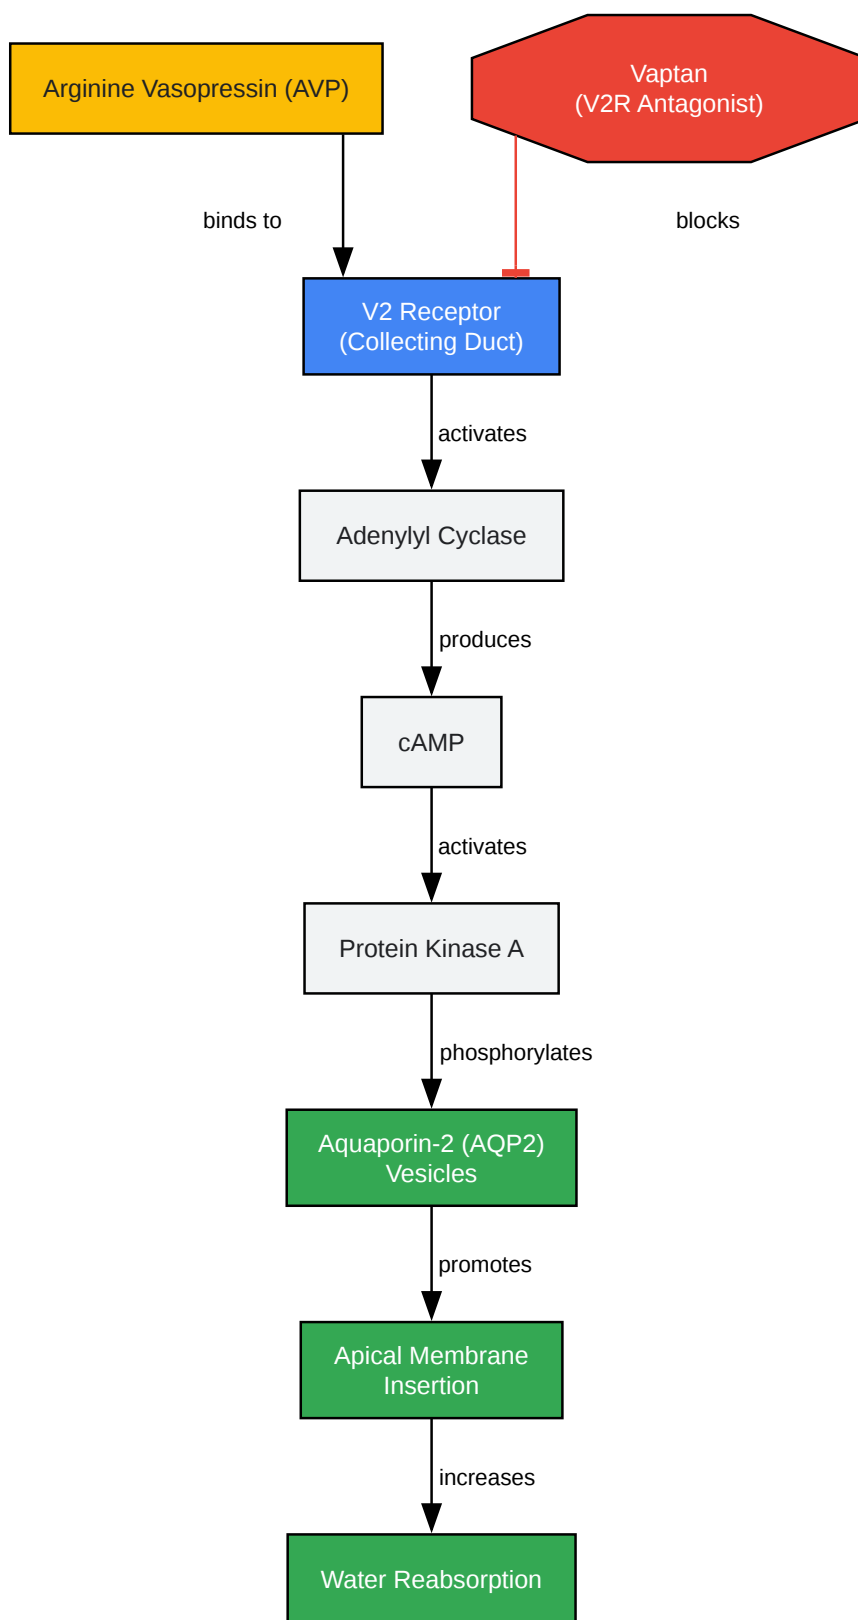 Arginine Vasopressin (AVP)
Vaptan
(V2R Antagonist)
binds to
blocks
V2 Receptor
(Collecting Duct)
activates
Adenylyl Cyclase
produces
cAMP
activates
Protein Kinase A
phosphorylates
Aquaporin-2 (AQP2)
Vesicles
promotes
Apical Membrane
Insertion
increases
Water Reabsorption